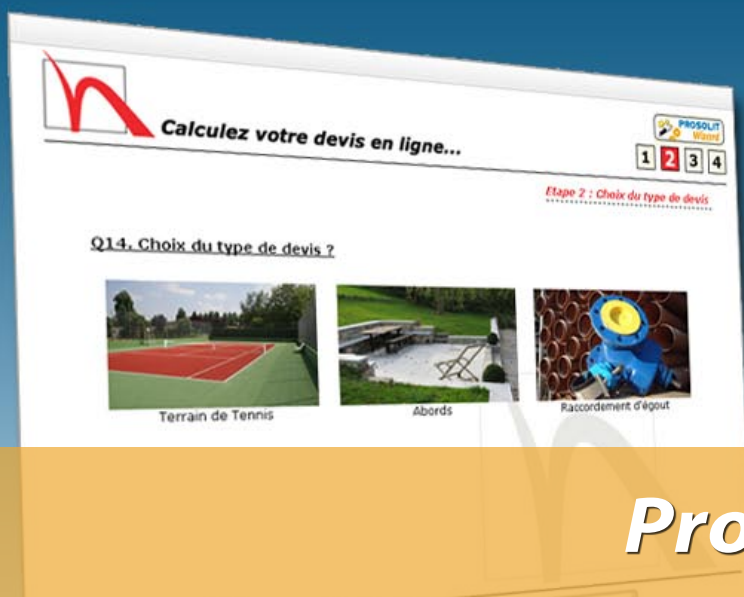 Calculez votre devis en ligne...
PROSOLIT
Wizard
1 2 3 4
Etape 2 : Choix du type de devis
Q14. Choix du type de devis ?
Terrain de Tennis
Abords
Raccordement d'égout
Pro